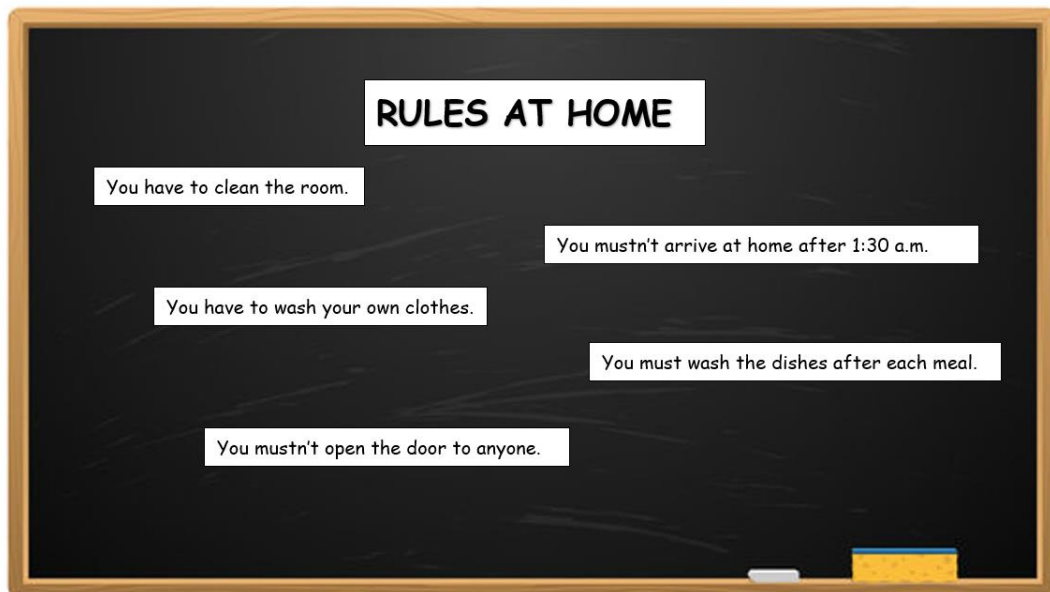 RULES AT HOME
You have to clean the room.
You mustn't arrive at home after 1:30 a.m.
You have to wash your own clothes.
You must wash the dishes after each meal.
You mustn't open the door to anyone.